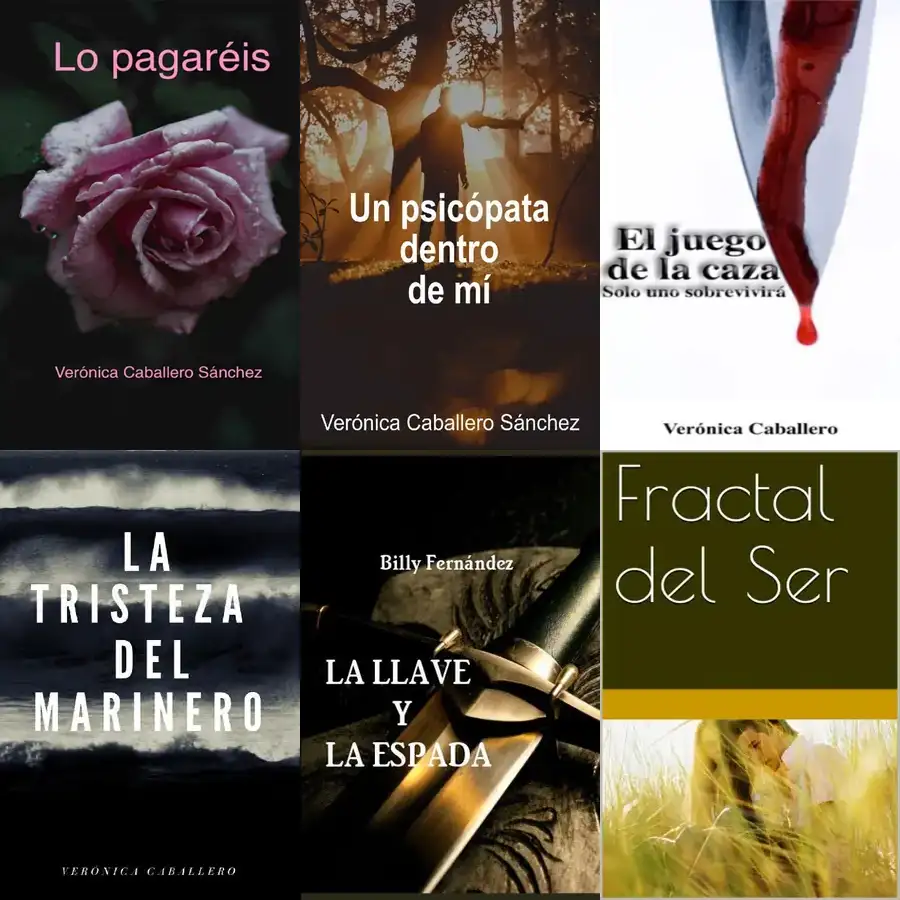 Lo pagaréis
Verónica Caballero Sánchez
Un psicópata
dentro
de mí
Verónica Caballero Sánchez
El juego
de la caza
Solo uno sobrevivirá
Verónica Caballero
LA
TRISTEZA
DEL
MARINERO
VERÓNICA CABALLERO
Billy Fernández
LA LLAVE
Y
LA ESPADA
Fractal
del Ser